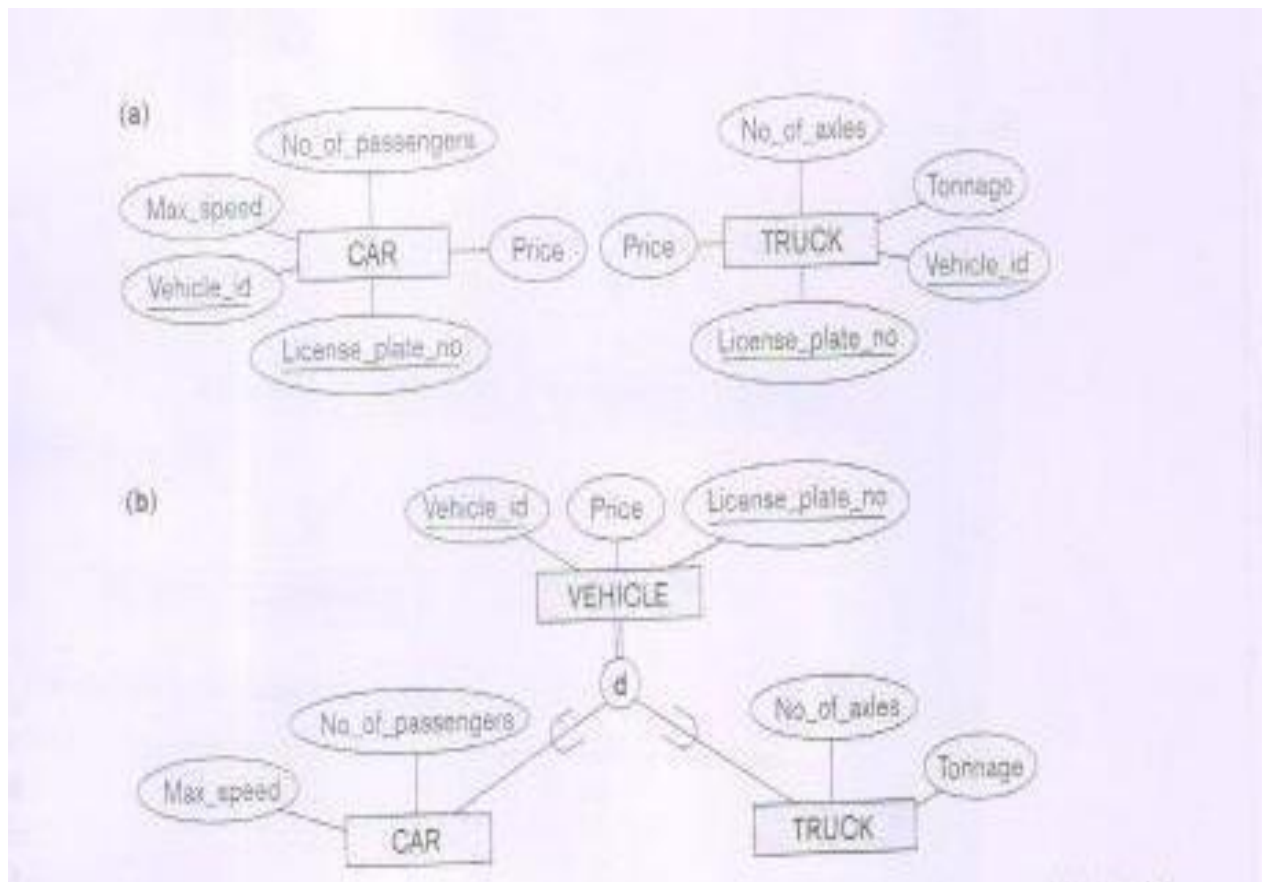 (a)
No_of_passengers
No_of_axles
Max_speed
Tonnage
CAR
Price
Price
TRUCK
Vehicle_id
Vehicle_id
License_plate_no
License_plate_no
(b)
Vehicle_id
Price
License_plate_no
VEHICLE
d
No_of_passengers
No_of_axles
Max_speed
Tonnage
CAR
TRUCK